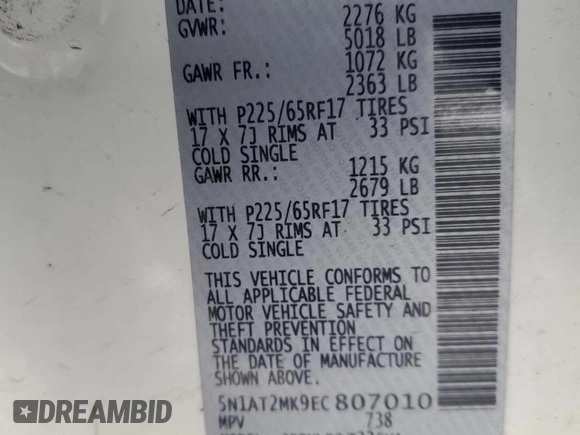 DATE:
GVWR: 2276 KG
5018 LB
GAWR FR.: 1072 KG
2363 LB
WITH P225/65RF17 TIRES
17 X 7J RIMS AT 33 PSI
COLD SINGLE
GAWR RR.: 1215 KG
2679 LB
WITH P225/65RF17 TIRES
17 X 7J RIMS AT 33 PSI
COLD SINGLE
THIS VEHICLE CONFORMS TO
ALL APPLICABLE FEDERAL
MOTOR VEHICLE SAFETY AND
THEFT PREVENTION
STANDARDS IN EFFECT ON
THE DATE OF MANUFACTURE
SHOWN ABOVE.
5N1AT2MK9EC807010
MPV 738
EPICVIN